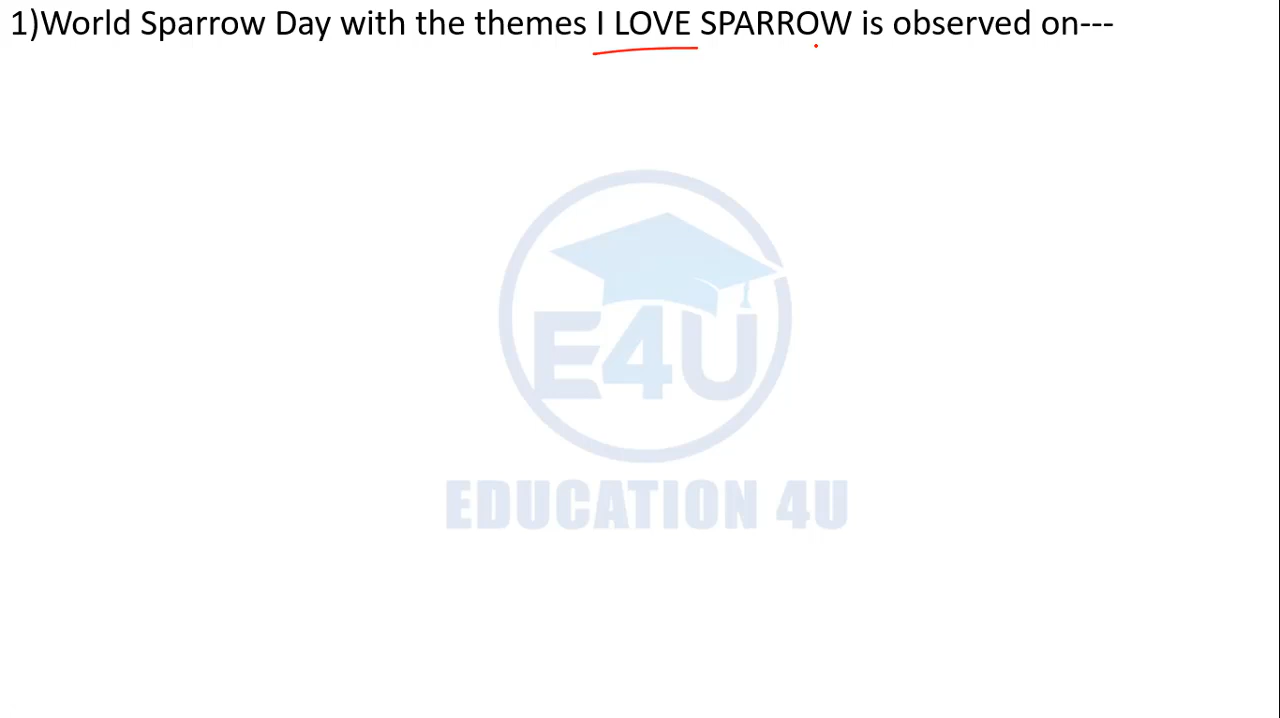 1)World Sparrow Day with the themes I LOVE SPARROW is observed on---
E4U
EDUCATION 4U